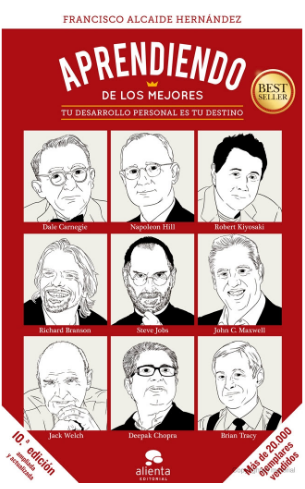 FRANCISCO ALCAIDE HERNÁNDEZ
APRENDIENDO
DE LOS MEJORES
BEST
SELLER
TU DESARROLLO PERSONAL ES TU DESTINO
Dale Carnegie
Napoleon Hill
Robert Kiyosaki
Richard Branson
Steve Jobs
John C. Maxwell
Jack Welch
Deepak Chopra
Brian Tracy
10.ª edición
ampliada
y actualizada
alienta
EDITORIAL
Más de 20.000
ejemplares
vendidos